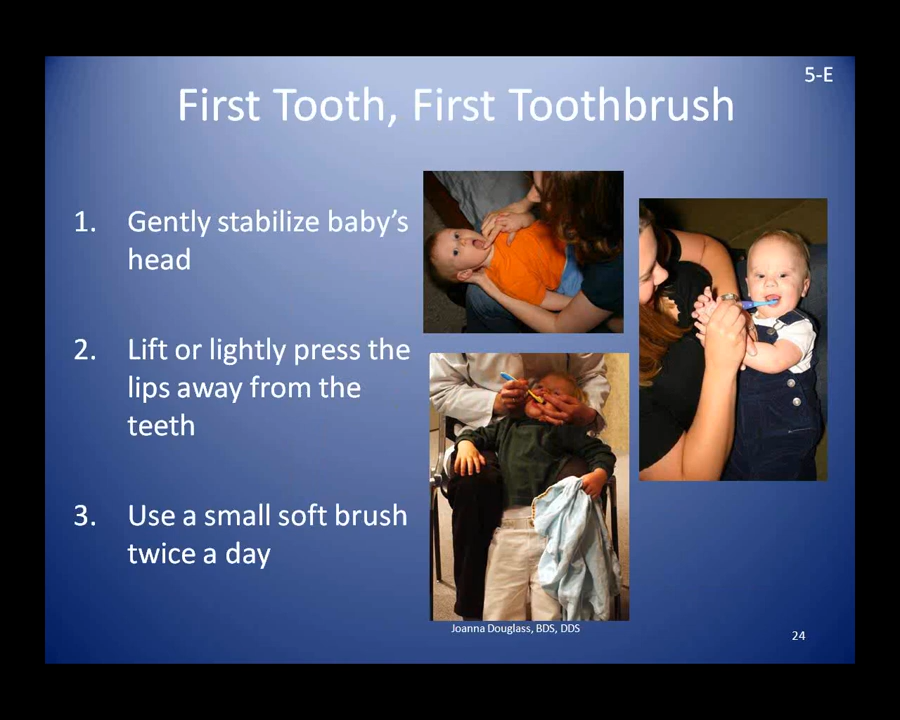 5-E
First Tooth, First Toothbrush
1. Gently stabilize baby's
head
2. Lift or lightly press the
lips away from the
teeth
3. Use a small soft brush
twice a day
Joanna Douglass, BDS, DDS
24